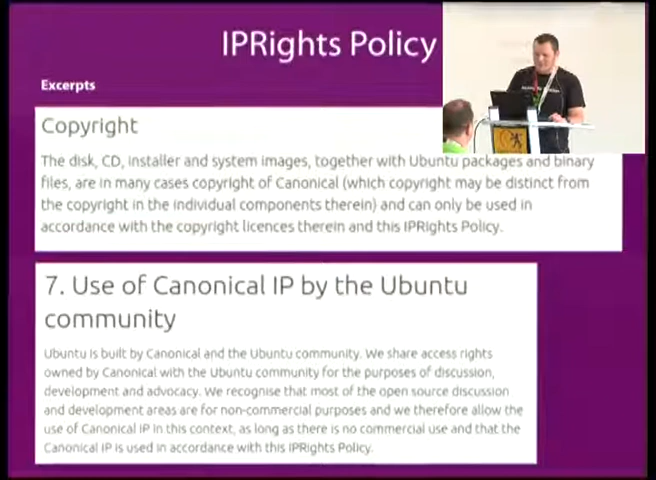 IPRights Policy
Excerpts
Copyright
The disk, CD, installer and system images, together with Ubuntu packages and binary
files, are in many cases copyright of Canonical (which copyright may be distinct from
the copyright in the individual components therein) and can only be used in
accordance with the copyright licences therein and this IPRights Policy.
7. Use of Canonical IP by the Ubuntu
community
Ubuntu is built by Canonical and the Ubuntu community. We share access rights
owned by Canonical with the Ubuntu community for the purposes of discussion,
development and advocacy. We recognise that most of the open source discussion
and development areas are for non-commercial purposes and we therefore allow the
use of Canonical IP in this context, as long as there is no commercial use and that the
Canonical IP is used in accordance with this IPRights Policy.